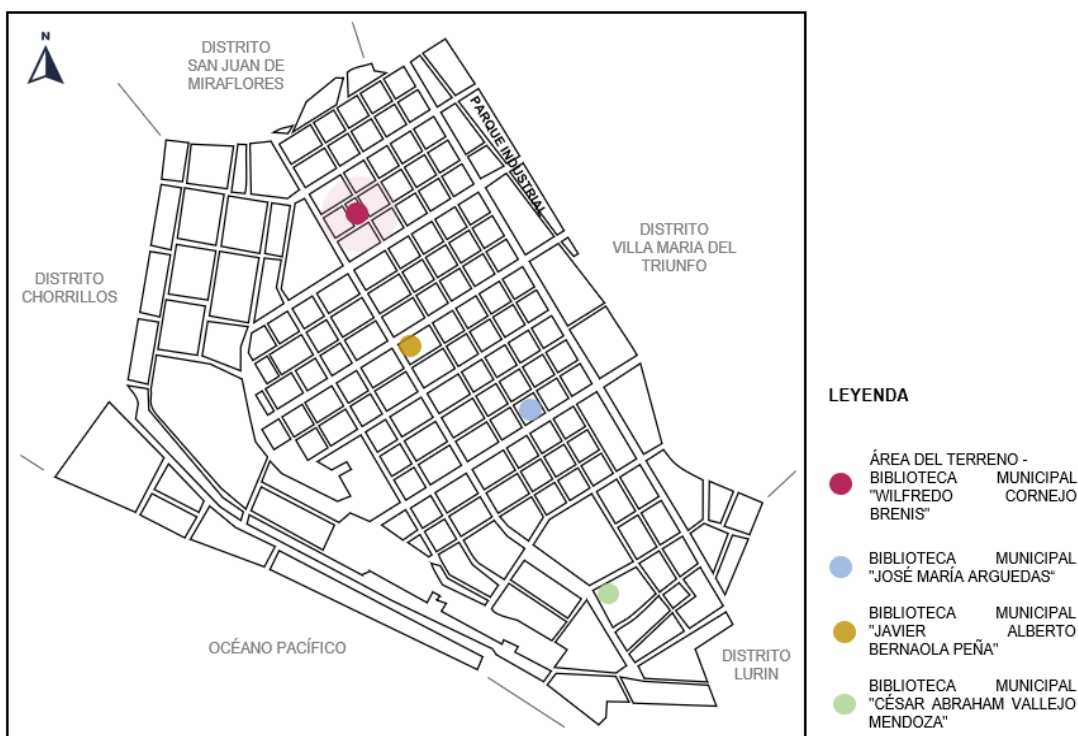 N
DISTRITO
SAN JUAN DE
MIRAFLORES
PARQUE INDUSTRIAL
DISTRITO
VILLA MARIA DEL
TRIUNFO
DISTRITO
CHORRILLOS
OCÉANO PACÍFICO
DISTRITO
LURIN
LEYENDA
ÁREA DEL TERRENO -
BIBLIOTECA MUNICIPAL
"WILFREDO CORNEJO
BRENIS"
BIBLIOTECA MUNICIPAL
"JOSÉ MARÍA ARGUEDAS"
BIBLIOTECA MUNICIPAL
"JAVIER ALBERTO
BERNAOLA PEÑA"
BIBLIOTECA MUNICIPAL
"CÉSAR ABRAHAM VALLEJO
MENDOZA"